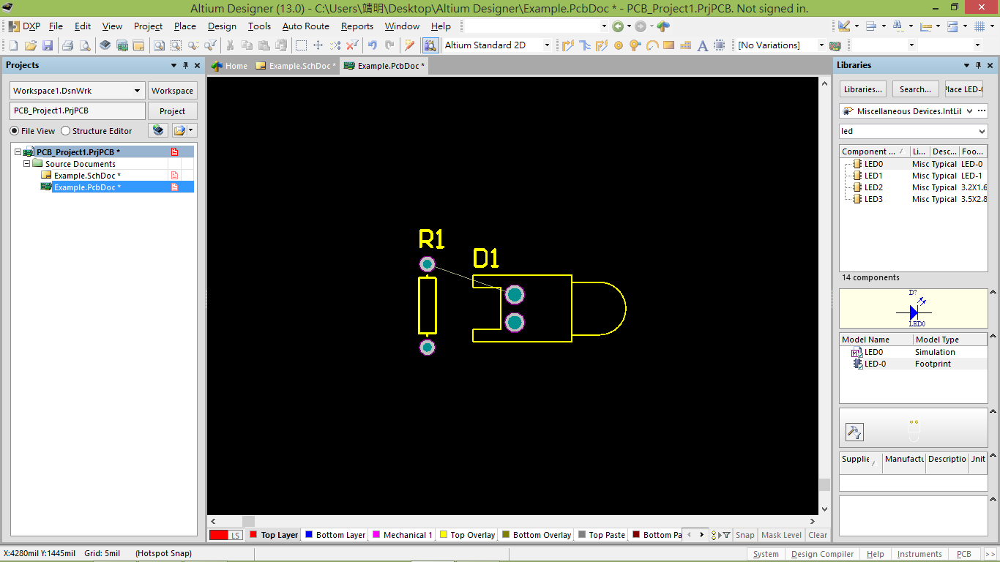 Altium Designer (13.0) - C:\Users\靖明\Desktop\Altium Designer\Example.PcbDoc * - PCB_Project1.PrjPCB. Not signed in.
DXP File Edit View Project Place Design Tools Auto Route Reports Window Help
Altium Standard 2D
[No Variations]
Projects
Workspace1.DsnWrk Workspace
PCB_Project1.PrjPCB Project
File View Structure Editor
PCB_Project1.PrjPCB *
Source Documents
Example.SchDoc *
Example.PcbDoc *
Home Example.SchDoc * Example.PcbDoc *
R1
D1
Libraries
Libraries... Search... Place LED-(
Miscellaneous Devices.IntLib ...
led
Component ... / Li... Desc... Foo...
LED0 Misc Typical LED-0
LED1 Misc Typical LED-1
LED2 Misc Typical 3.2X1.6
LED3 Misc Typical 3.5X2.8
14 components
D?
LED0
Model Name Model Type
LED0 Simulation
LED-0 Footprint
Supplie / Manufactu Descriptio Unit
LS Top Layer Bottom Layer Mechanical 1 Top Overlay Bottom Overlay Top Paste Bottom Pa Snap Mask Level Clear
X:4280mil Y:1445mil Grid: 5mil (Hotspot Snap)
System Design Compiler Help Instruments PCB >>